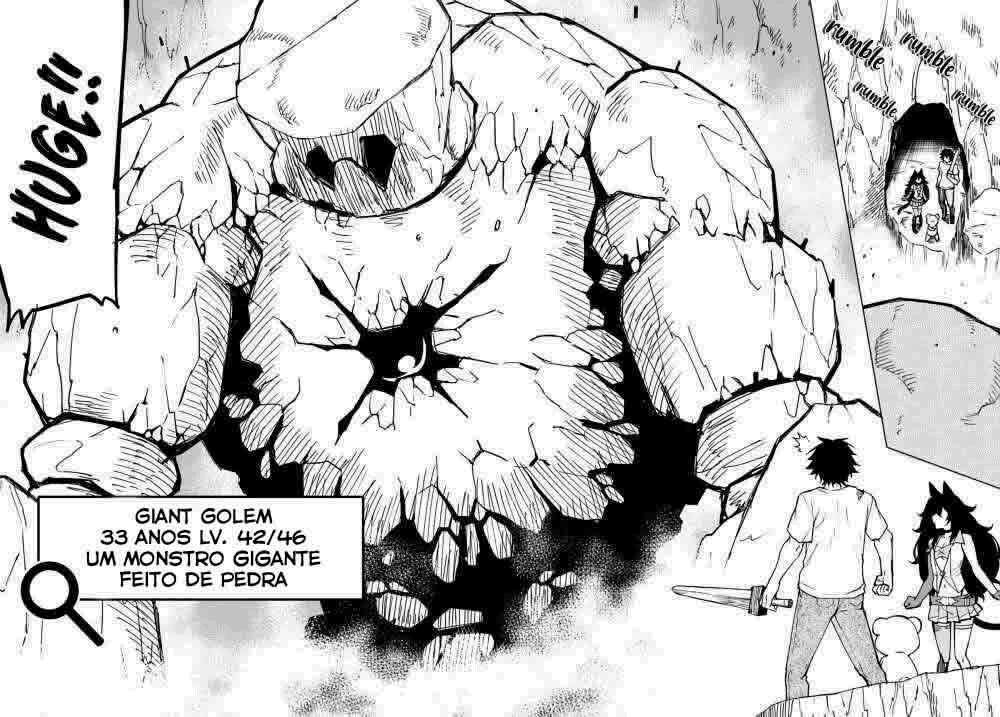 rumble
rumble
rumble
rumble
HUGE!!
GIANT GOLEM
33 ANOS LV. 42/46
UM MONSTRO GIGANTE
FEITO DE PEDRA